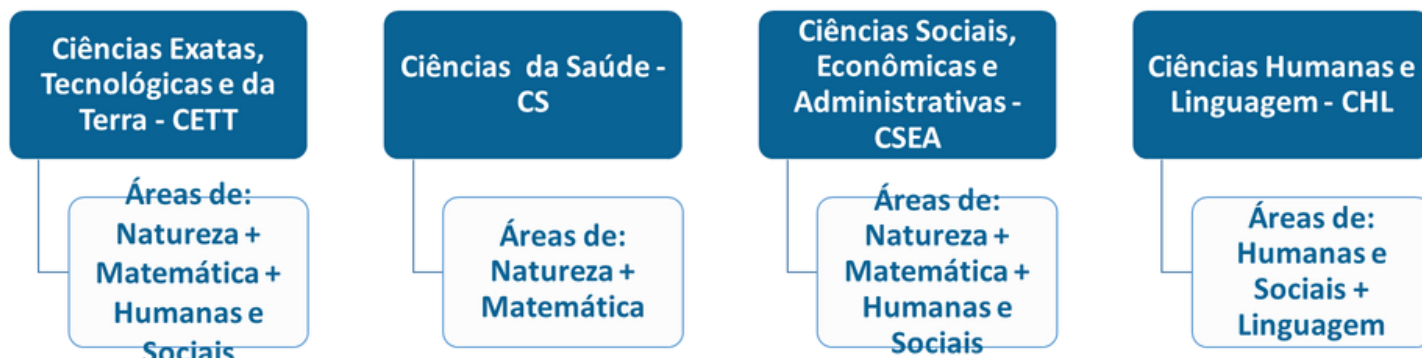 Ciências Exatas,
Tecnológicas e da
Terra - CETT
Áreas de:
Natureza +
Matemática +
Humanas e
Sociais
Ciências da Saúde -
CS
Áreas de:
Natureza +
Matemática
Ciências Sociais,
Econômicas e
Administrativas -
CSEA
Áreas de:
Natureza +
Matemática +
Humanas e
Sociais
Ciências Humanas e
Linguagem - CHL
Áreas de:
Humanas e
Sociais +
Linguagem